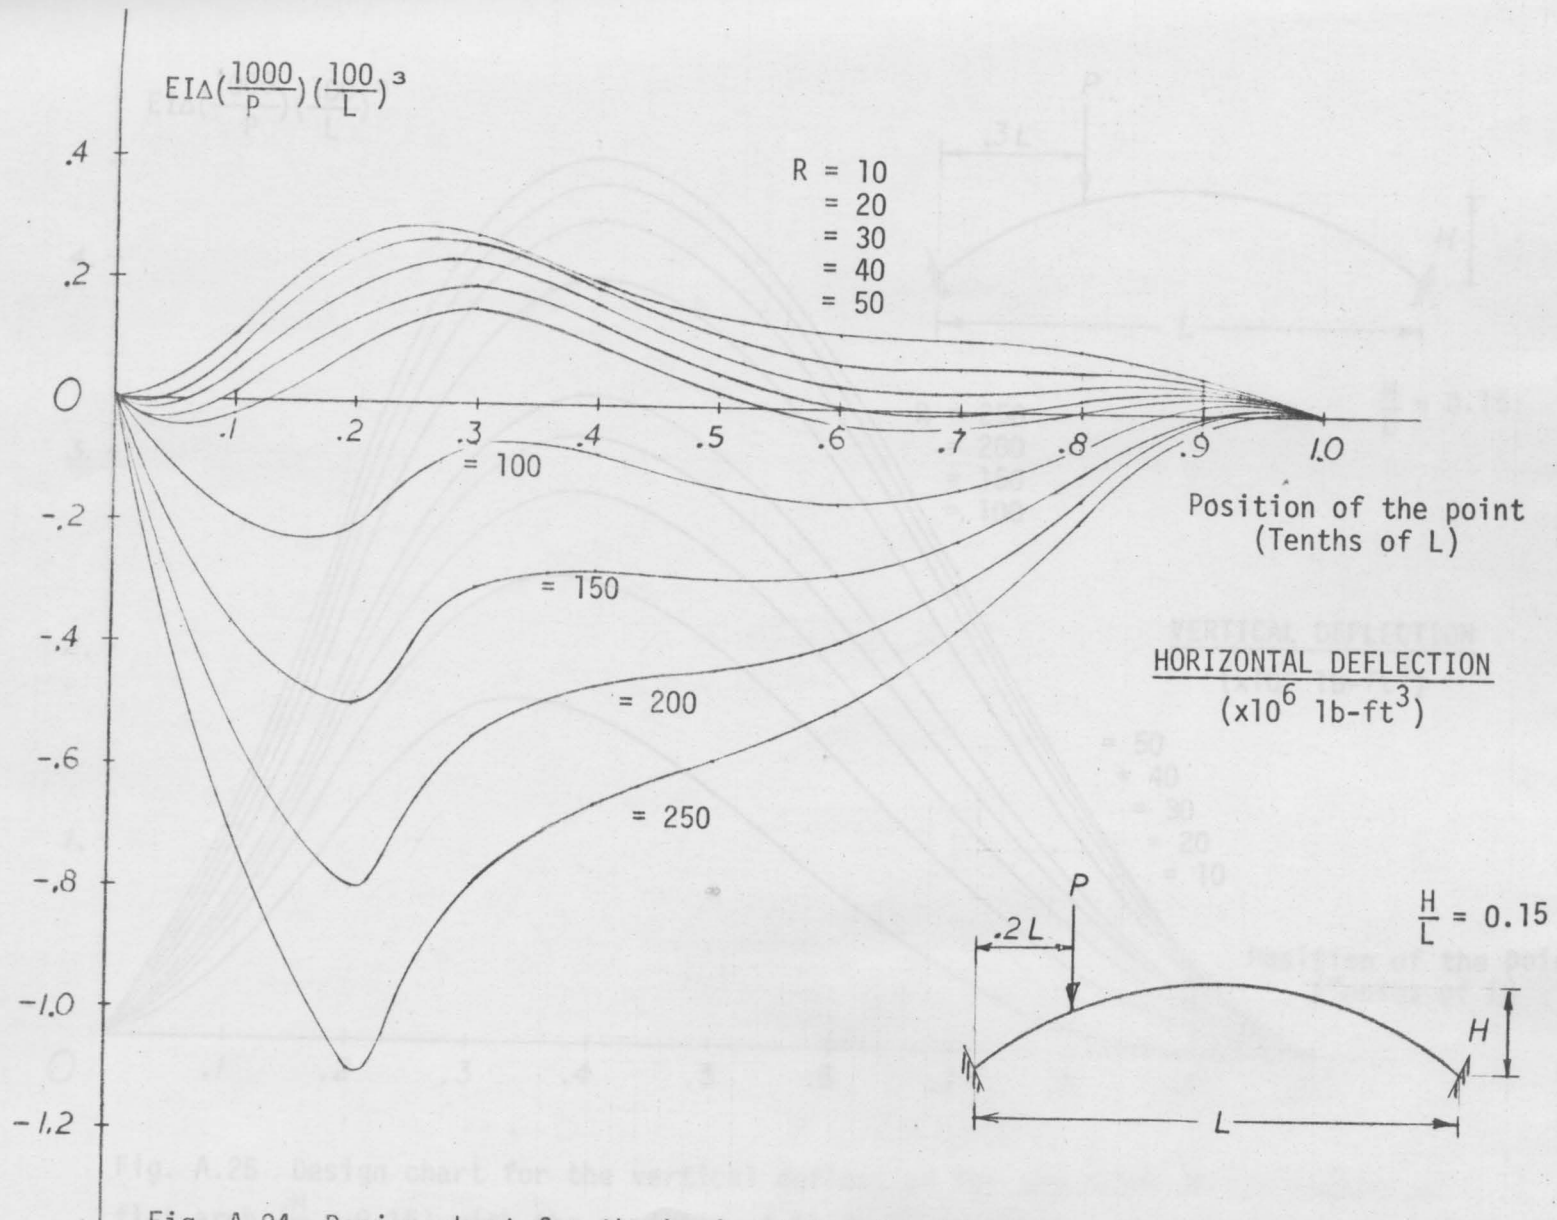 EIΔ(1000/P)(100/L)³
.4
.2
0
-.2
-.4
-.6
-.8
-1.0
-1.2
R = 10
= 20
= 30
= 40
= 50
.1 .2 .3 .4 .5 .6 .7 .8 .9 1.0
= 100
= 150
= 200
= 250
Position of the point
(Tenths of L)
HORIZONTAL DEFLECTION
(x10⁶ lb-ft³)
P
.2L
H/L = 0.15
H
L